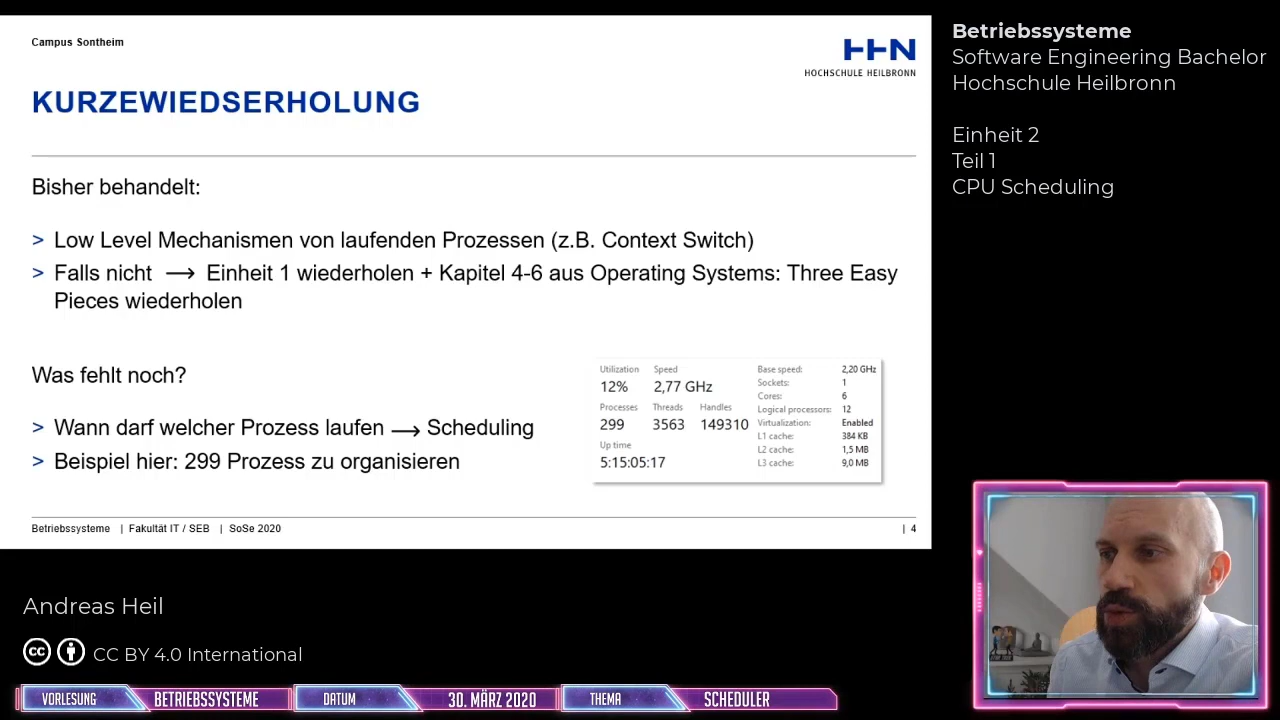 Campus Sontheim
HHN
HOCHSCHULE HEILBRONN
KURZEWIEDSERHOLUNG
Bisher behandelt:
> Low Level Mechanismen von laufenden Prozessen (z.B. Context Switch)
> Falls nicht ⟶ Einheit 1 wiederholen + Kapitel 4-6 aus Operating Systems: Three Easy
Pieces wiederholen
Was fehlt noch?
> Wann darf welcher Prozess laufen ⟶ Scheduling
> Beispiel hier: 299 Prozess zu organisieren
Utilization Speed
12% 2,77 GHz
Processes Threads Handles
299 3563 149310
Up time
5:15:05:17
Base speed: 2,20 GHz
Sockets: 1
Cores: 6
Logical processors: 12
Virtualization: Enabled
L1 cache: 384 KB
L2 cache: 1,5 MB
L3 cache: 9,0 MB
Betriebssysteme | Fakultät IT / SEB | SoSe 2020 | 4
Betriebssysteme
Software Engineering Bachelor
Hochschule Heilbronn
Einheit 2
Teil 1
CPU Scheduling
Andreas Heil
cc CC BY 4.0 International
VORLESUNG BETRIEBSSYSTEME DATUM 30. MÄRZ 2020 THEMA SCHEDULER